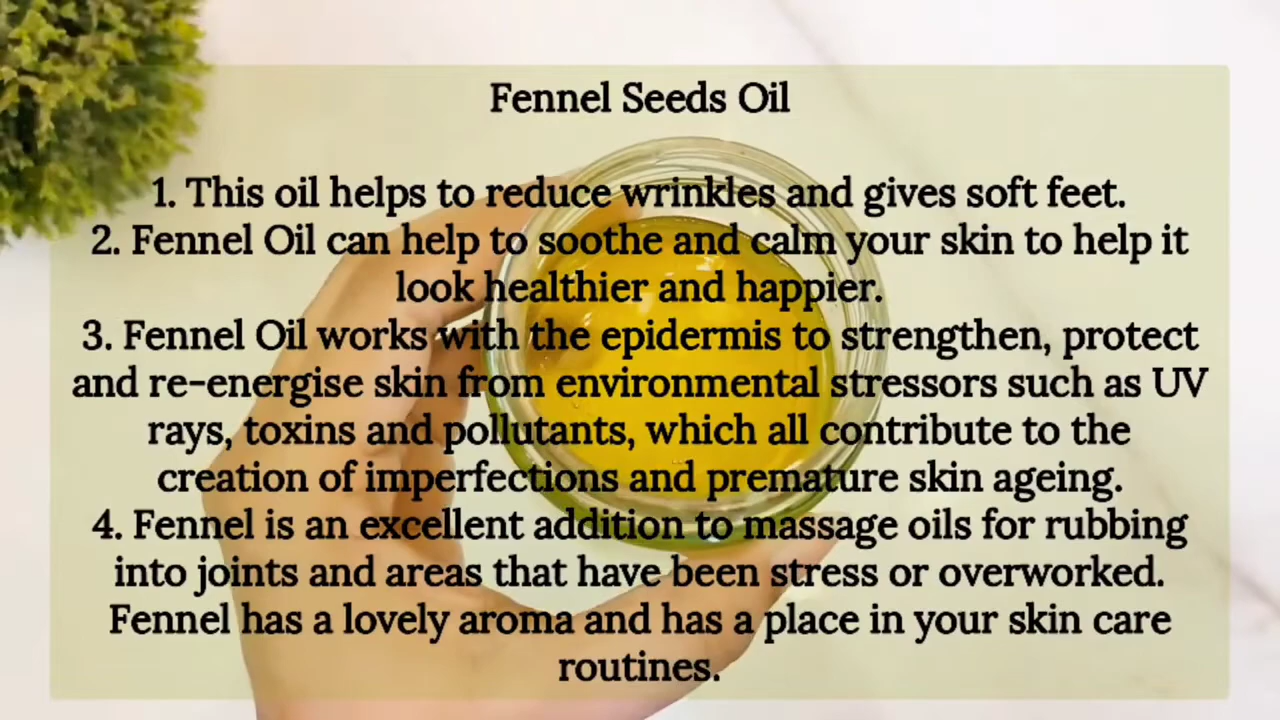 Fennel Seeds Oil
1. This oil helps to reduce wrinkles and gives soft feet.
2. Fennel Oil can help to soothe and calm your skin to help it
look healthier and happier.
3. Fennel Oil works with the epidermis to strengthen, protect
and re-energise skin from environmental stressors such as UV
rays, toxins and pollutants, which all contribute to the
creation of imperfections and premature skin ageing.
4. Fennel is an excellent addition to massage oils for rubbing
into joints and areas that have been stress or overworked.
Fennel has a lovely aroma and has a place in your skin care
routines.